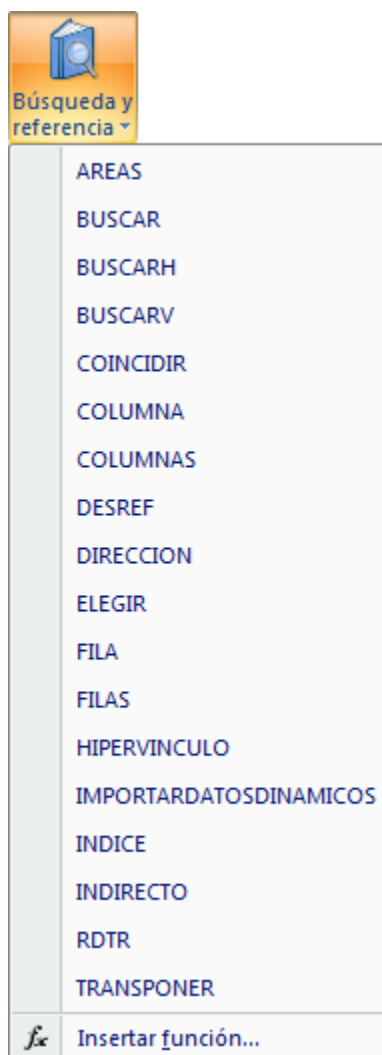 Búsqueda y
referencia
AREAS
BUSCAR
BUSCARH
BUSCARV
COINCIDIR
COLUMNA
COLUMNAS
DESREF
DIRECCION
ELEGIR
FILA
FILAS
HIPERVINCULO
IMPORTARDATOSDINAMICOS
INDICE
INDIRECTO
RDTR
TRANSPONER
fx Insertar función...